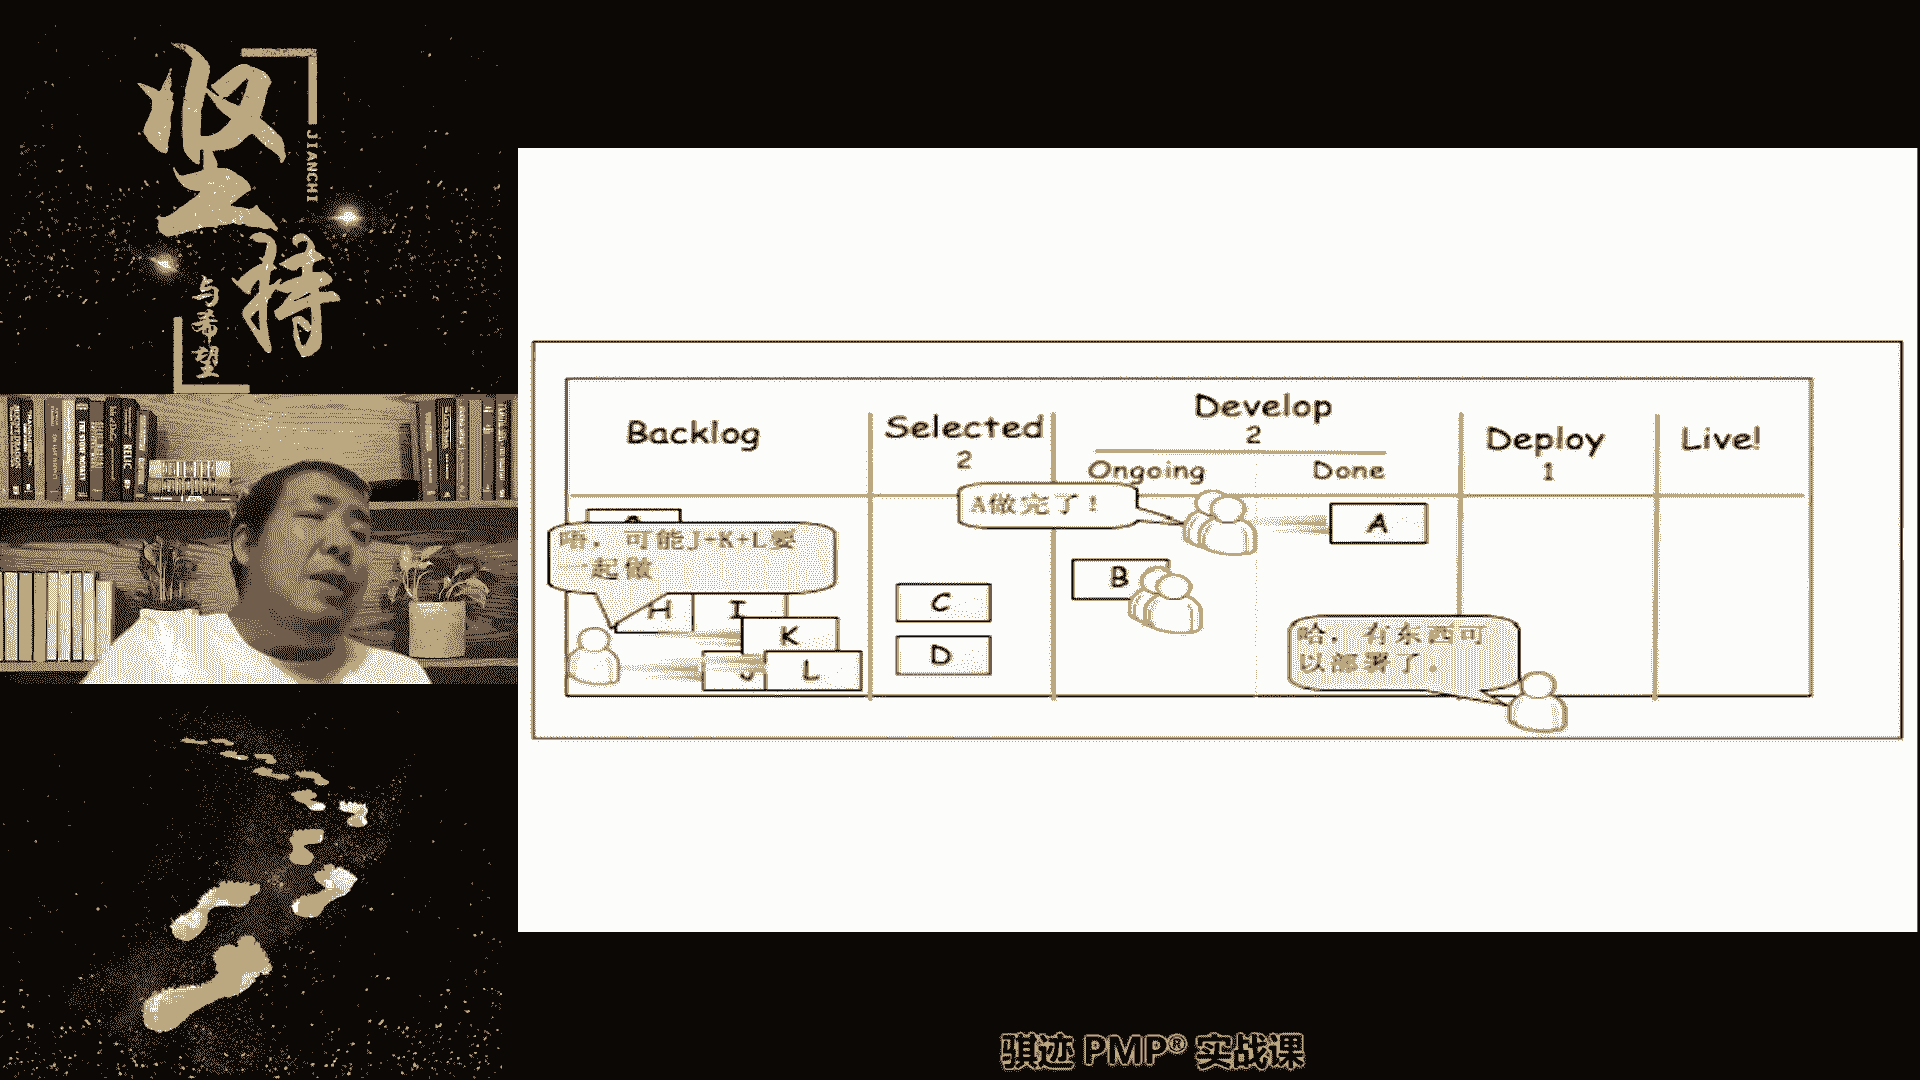 坚持
JIANCHI
与希望
Backlog
Selected
2
Develop
2
Ongoing
Done
Deploy
1
Live!
A做完了！
A
唔，可能J+K+L要
一起做
B
H
I
C
K
D
J
L
哈，有东西可
以部署了。
骐迹 PMP® 实战课